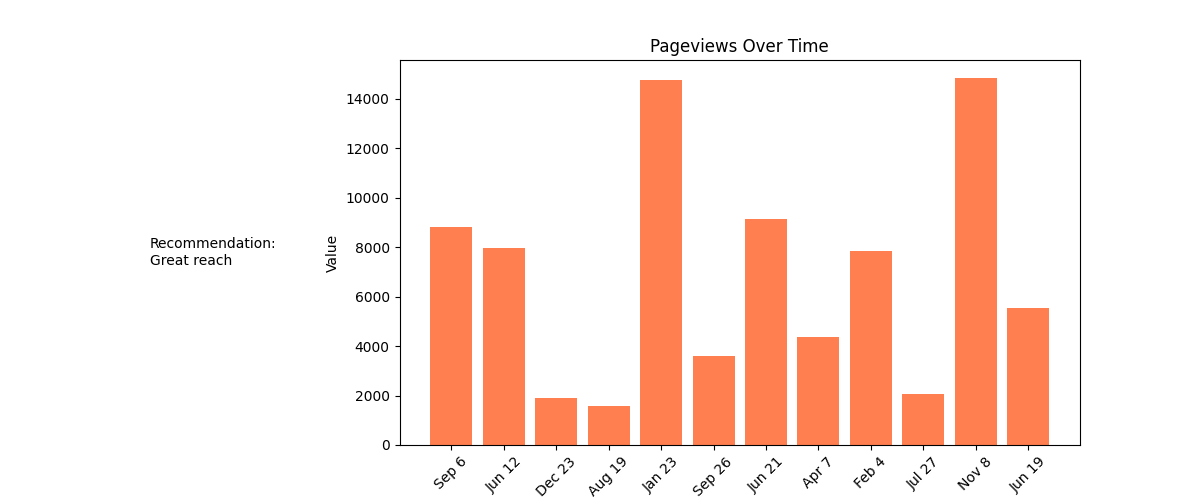 Pageviews Over Time
Recommendation:
Great reach
Value
14000
12000
10000
8000
6000
4000
2000
0
Sep 6
Jun 12
Dec 23
Aug 19
Jan 23
Sep 26
Jun 21
Apr 7
Feb 4
Jul 27
Nov 8
Jun 19